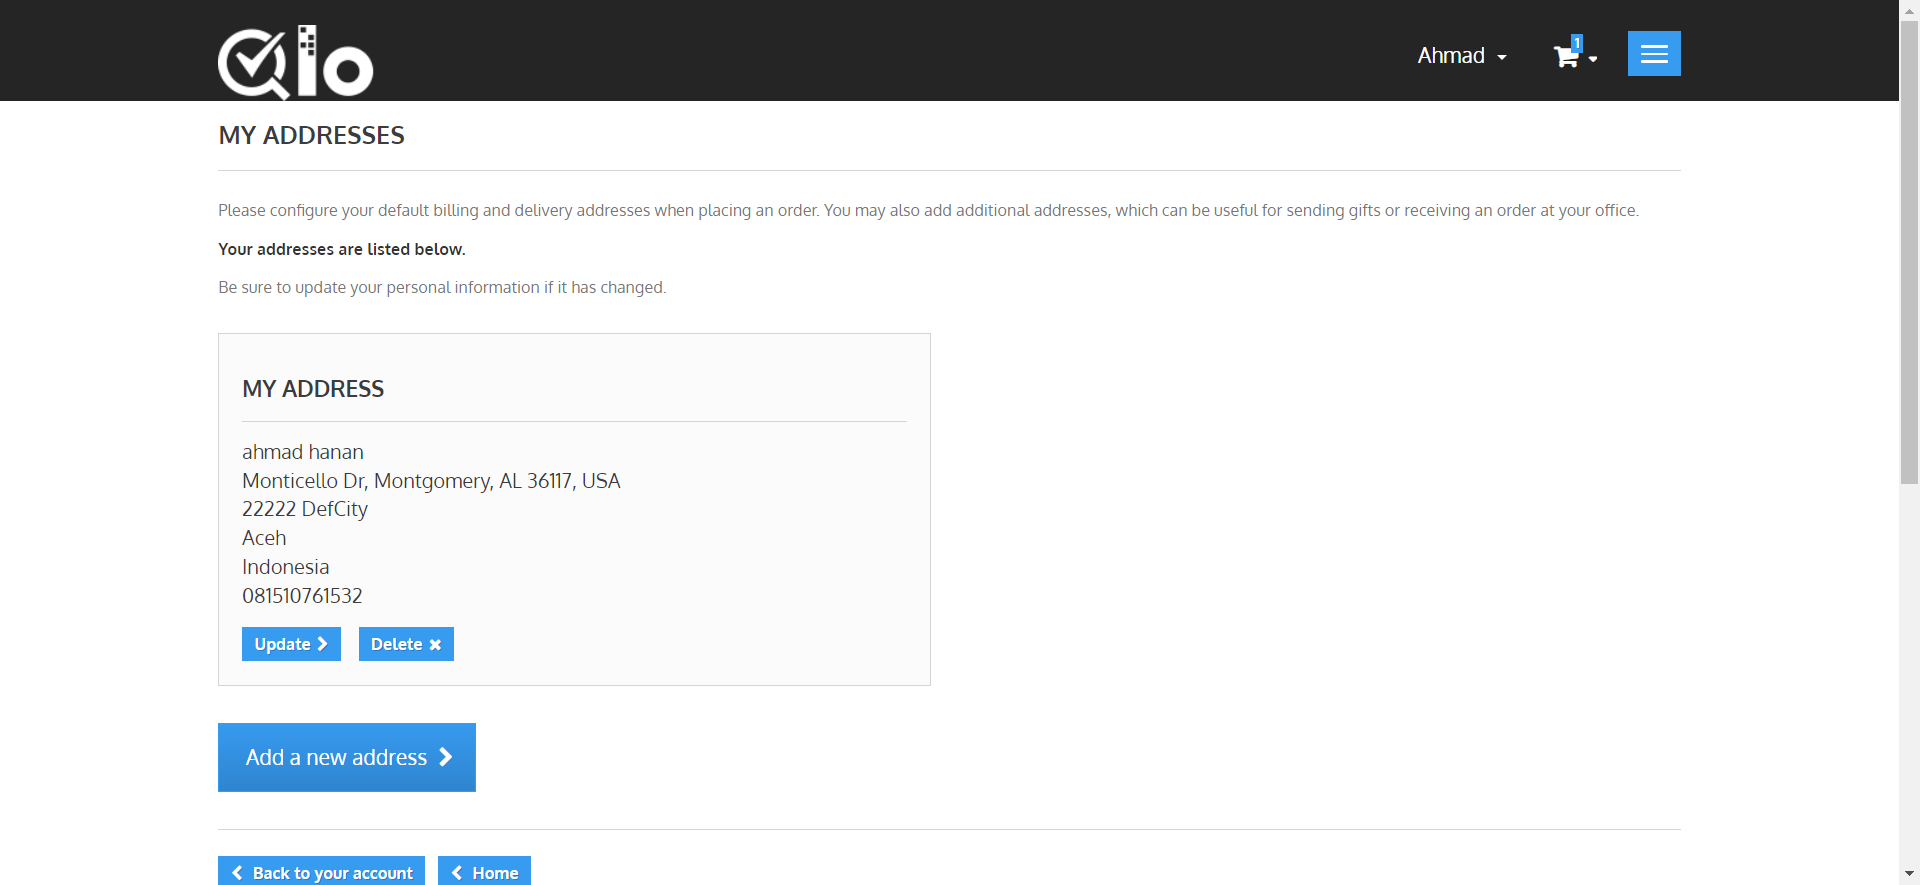 Qlo
Ahmad
1
MY ADDRESSES
Please configure your default billing and delivery addresses when placing an order. You may also add additional addresses, which can be useful for sending gifts or receiving an order at your office.
Your addresses are listed below.
Be sure to update your personal information if it has changed.
MY ADDRESS
ahmad hanan
Monticello Dr, Montgomery, AL 36117, USA
22222 DefCity
Aceh
Indonesia
081510761532
Update Delete
Add a new address
Back to your account Home